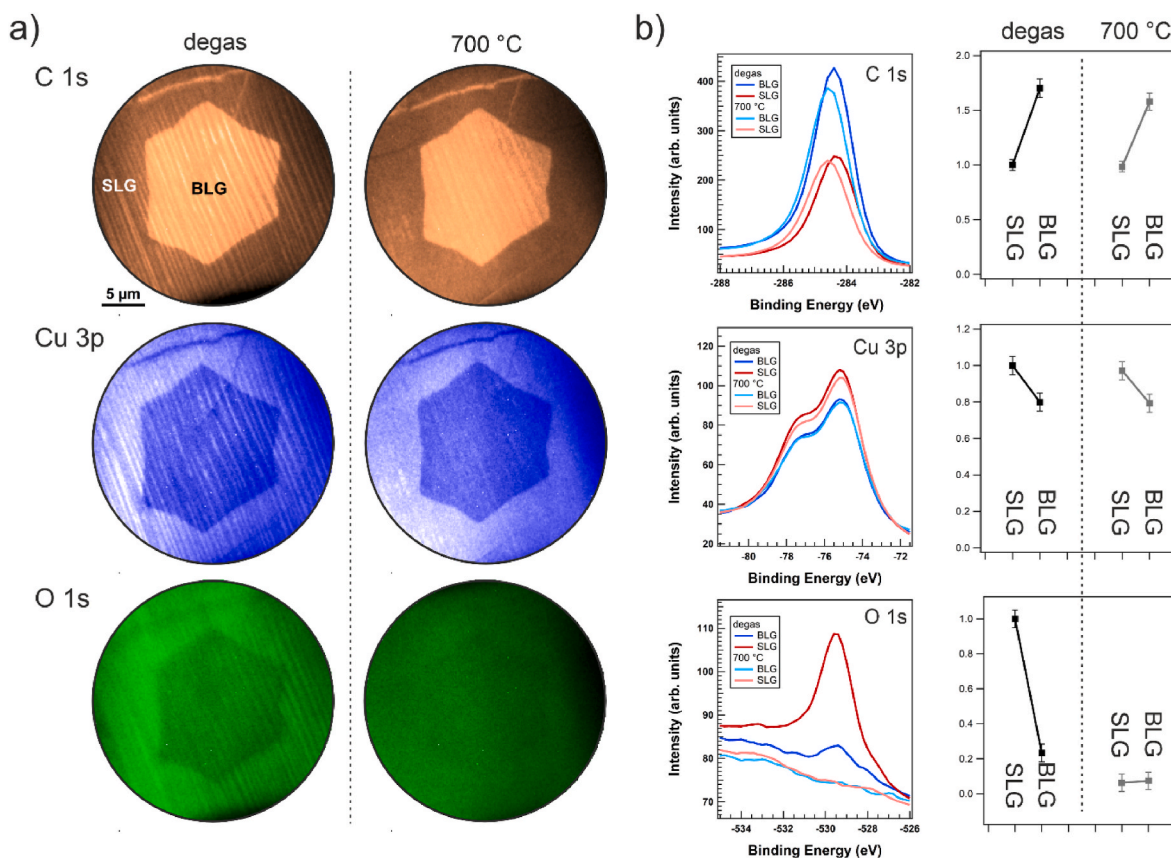 a)
degas
700 °C
C 1s
SLG
BLG
5 µm
Cu 3p
O 1s
b)
degas
700 °C
C 1s
degas
BLG
SLG
700 °C
BLG
SLG
Intensity (arb. units)
400
300
200
100
-288
-286
-284
-282
Binding Energy (eV)
2.0
1.5
1.0
0.5
0.0
SLG
BLG
SLG
BLG
Cu 3p
degas
BLG
SLG
700 °C
BLG
SLG
Intensity (arb. units)
120
100
80
60
40
20
-80
-78
-76
-74
-72
Binding Energy (eV)
1.2
1.0
0.8
0.6
0.4
0.2
0.0
SLG
BLG
SLG
BLG
O 1s
degas
BLG
SLG
700 °C
BLG
SLG
Intensity (arb. units)
110
100
90
80
70
-534
-532
-530
-528
-526
Binding Energy (eV)
1.0
0.8
0.6
0.4
0.2
0.0
SLG
BLG
SLG
BLG